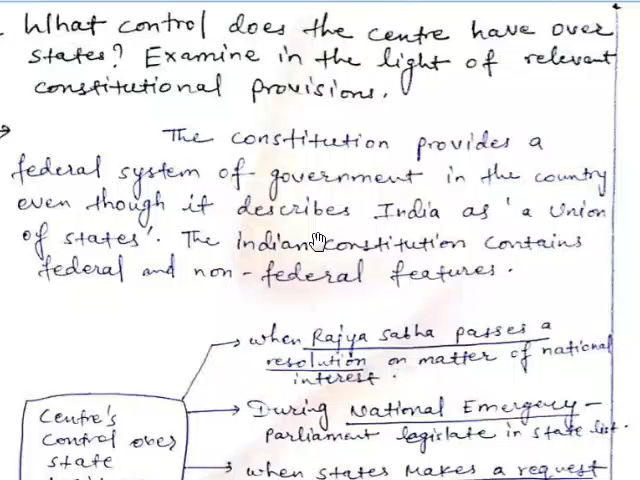 What control does the centre have over
states? Examine in the light of relevant
constitutional provisions.
The constitution provides a
federal system of government in the country
even though it describes India as 'a Union
of states'. The indian constitution contains
federal and non-federal features.
when Rajya Sabha passes a
resolution on matter of national
interest.
During National Emergency –
Parliament legislate in state list.
when states makes a request
Centre's
control over
state